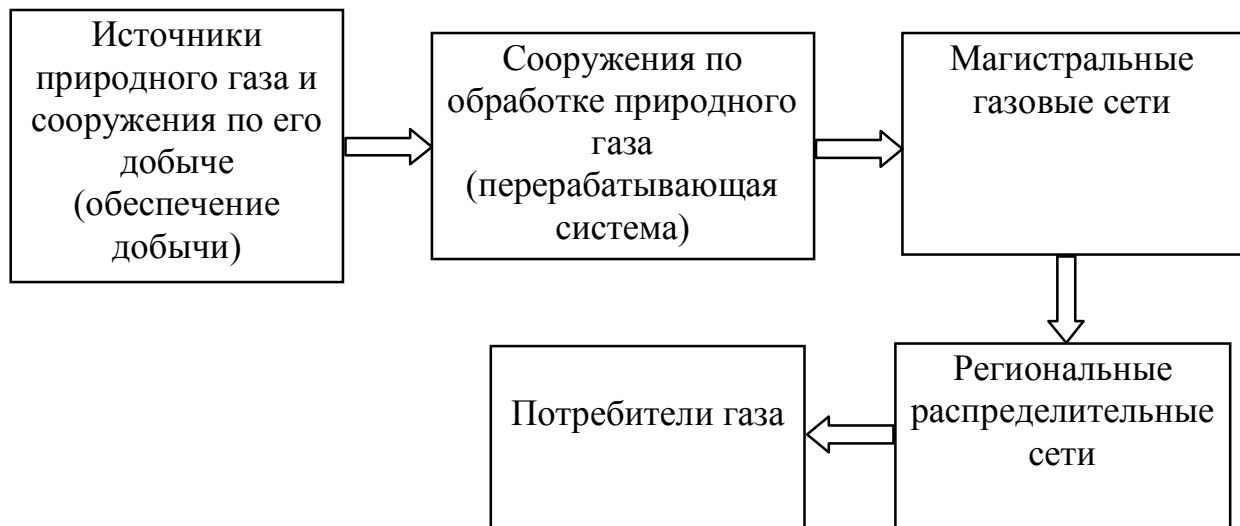 Источники
природного газа и
сооружения по его
добыче
(обеспечение
добычи)
Сооружения по
обработке природного
газа
(перерабатывающая
система)
Магистральные
газовые сети
Региональные
распределительные
сети
Потребители газа